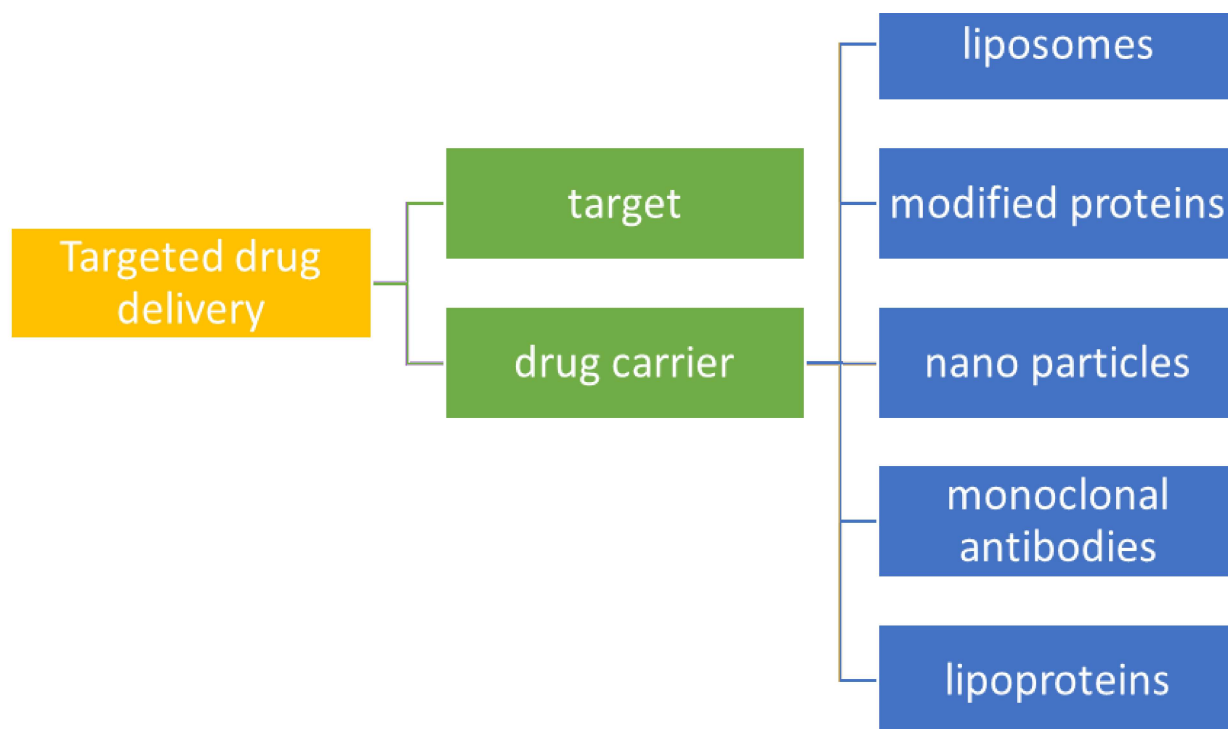 Targeted drug
delivery
target
drug carrier
liposomes
modified proteins
nano particles
monoclonal
antibodies
lipoproteins